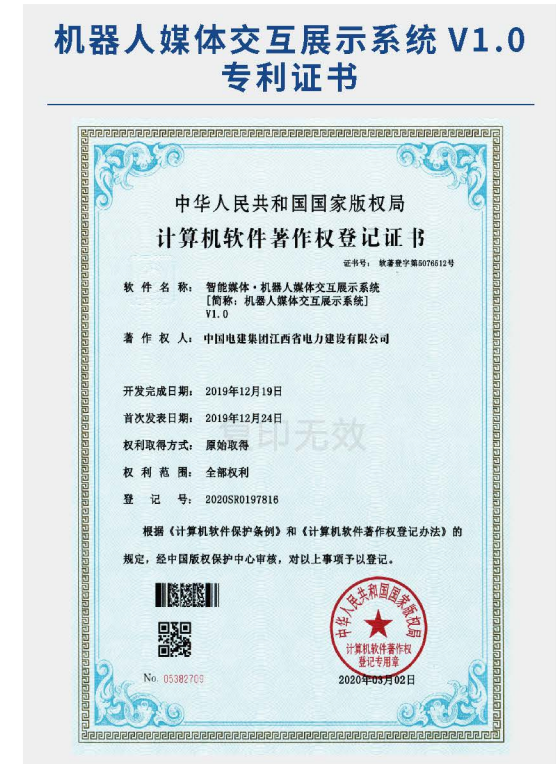 机器人媒体交互展示系统 V1.0
专利证书
中华人民共和国国家版权局
计算机软件著作权登记证书
证书号： 软著登字第5076512号
软 件 名 称： 智能媒体·机器人媒体交互展示系统
[简称：机器人媒体交互展示系统]
V1.0
著 作 权 人： 中国电建集团江西省电力建设有限公司
开发完成日期： 2019年12月19日
首次发表日期： 2019年12月24日
复印无效
权利取得方式： 原始取得
权 利 范 围： 全部权利
登 记 号： 2020SR0197816
根据《计算机软件保护条例》和《计算机软件著作权登记办法》的
规定，经中国版权保护中心审核，对以上事项予以登记。
中华人民共和国国家版权局
计算机软件著作权
登记专用章
No. 05382709
2020年03月02日